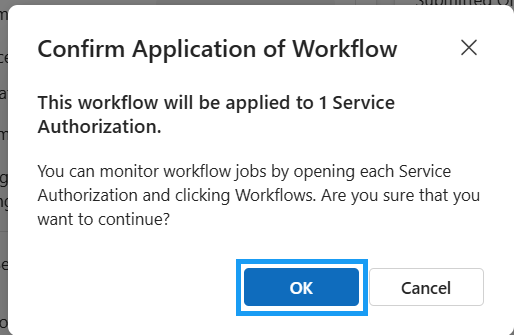 Confirm Application of Workflow
This workflow will be applied to 1 Service
Authorization.
You can monitor workflow jobs by opening each Service
Authorization and clicking Workflows. Are you sure that you
want to continue?
OK
Cancel